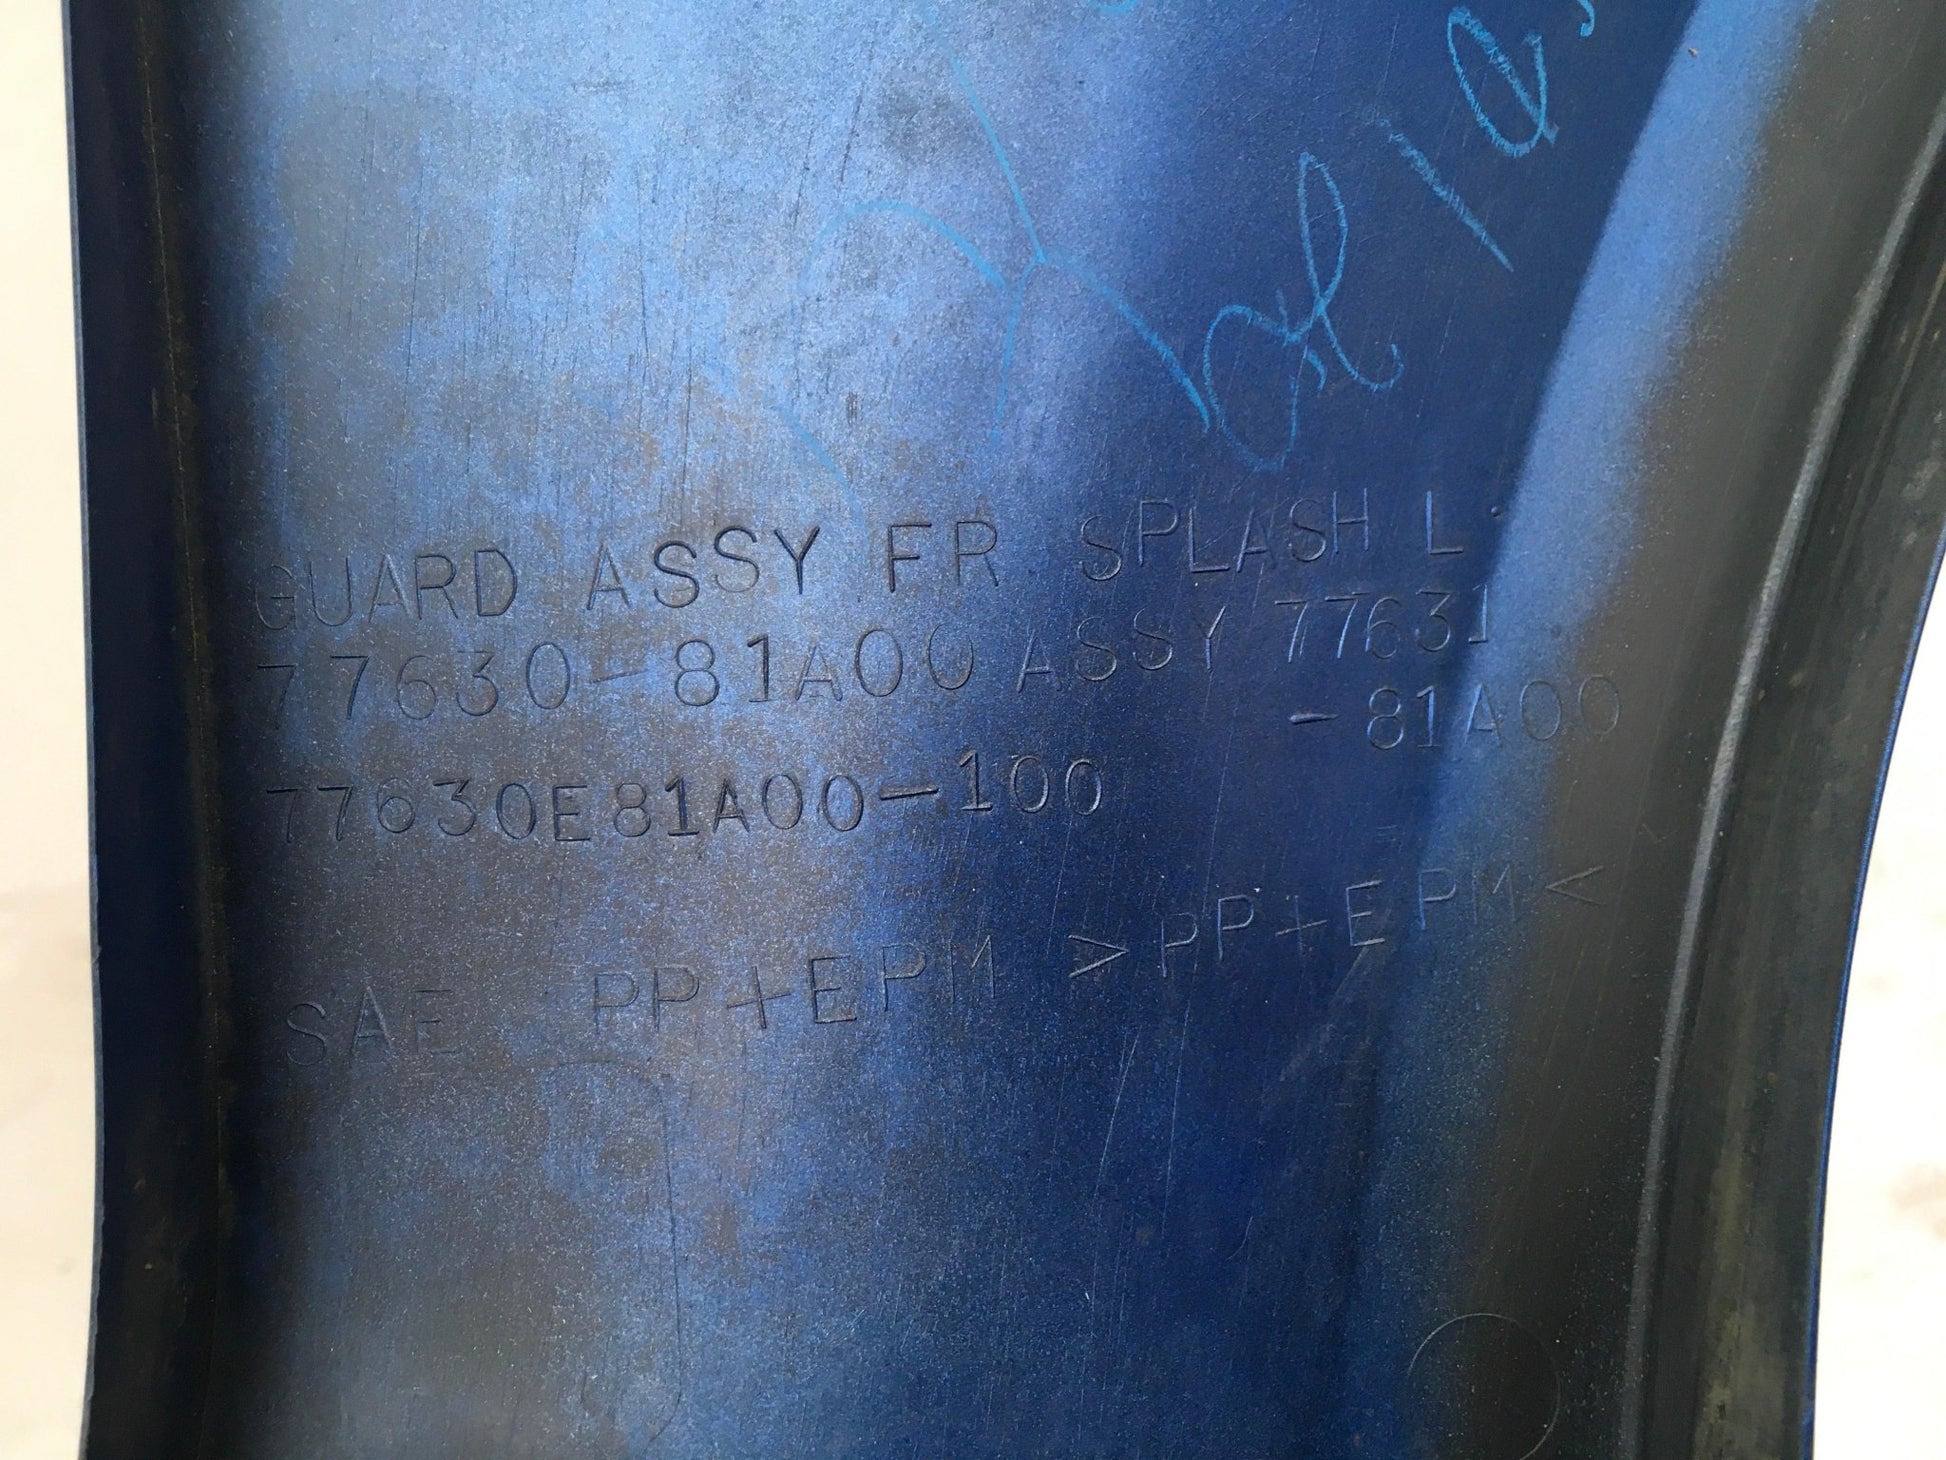 GUARD ASSY FR SPLASH L
77630-81A00 ASSY 77631
-81A00
77630E81A00-100
SAE PP+EPM >PP+EPM<